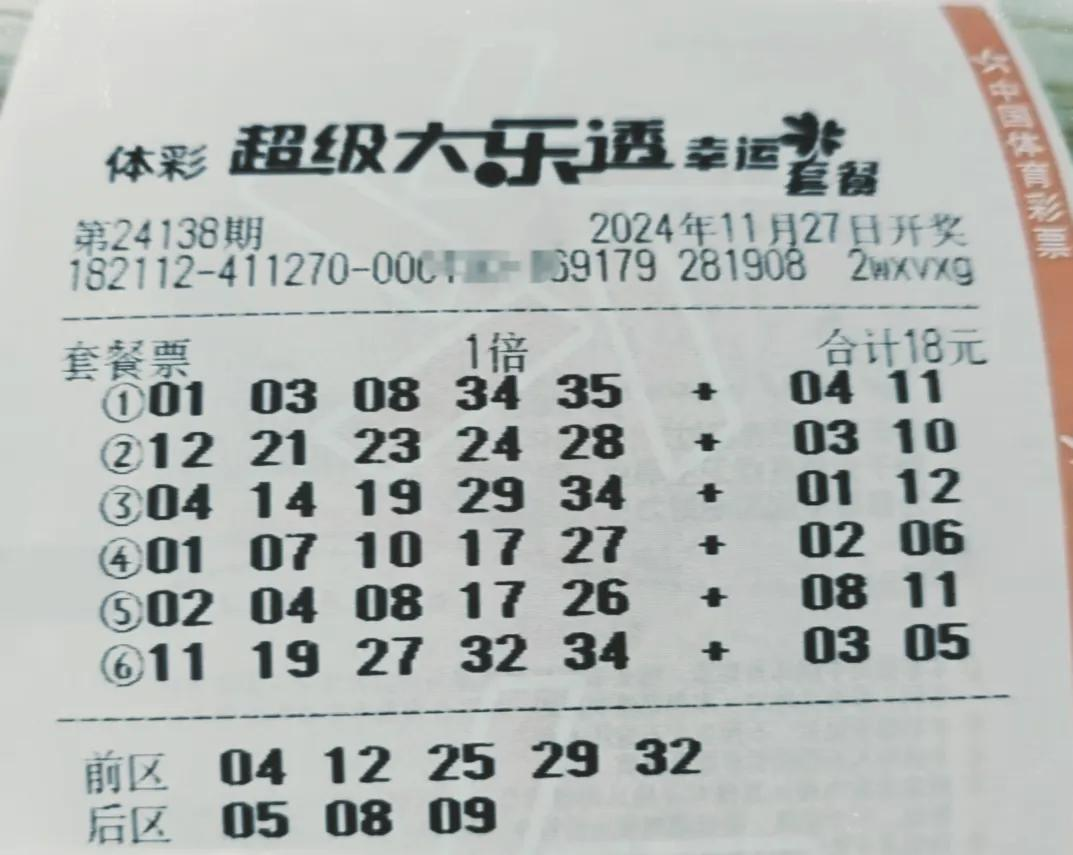 体彩 超级大乐透 幸运套餐
第24138期 2024年11月27日开奖
182112-411270-00 69179 281908 2wxvxg
套餐票 1倍 合计18元
①01 03 08 34 35 + 04 11
②12 21 23 24 28 + 03 10
③04 14 19 29 34 + 01 12
④01 07 10 17 27 + 02 06
⑤02 04 08 17 26 + 08 11
⑥11 19 27 32 34 + 03 05
前区 04 12 25 29 32
后区 05 08 09
中国体育彩票